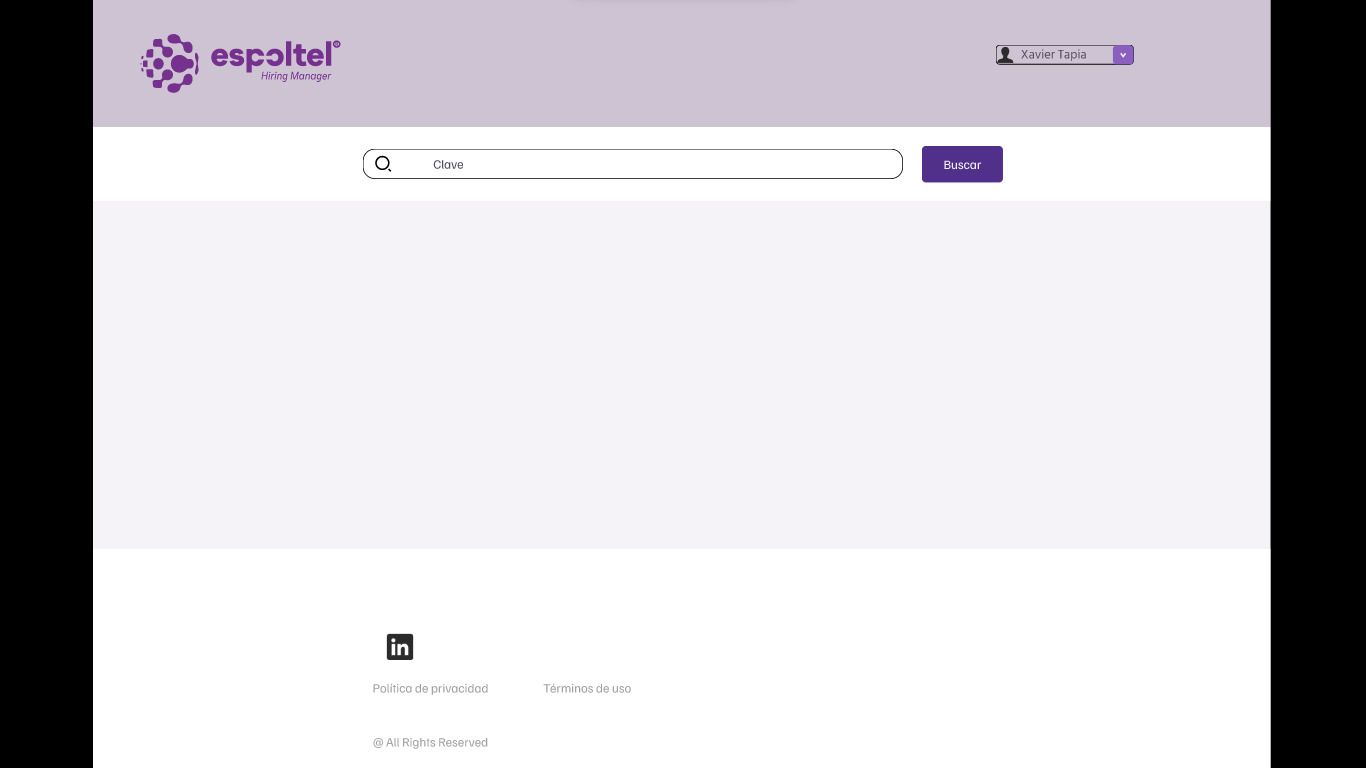 espoltel®
Hiring Manager
Xavier Tapia
Clave
Buscar
in
Política de privacidad
Términos de uso
@ All Rights Reserved